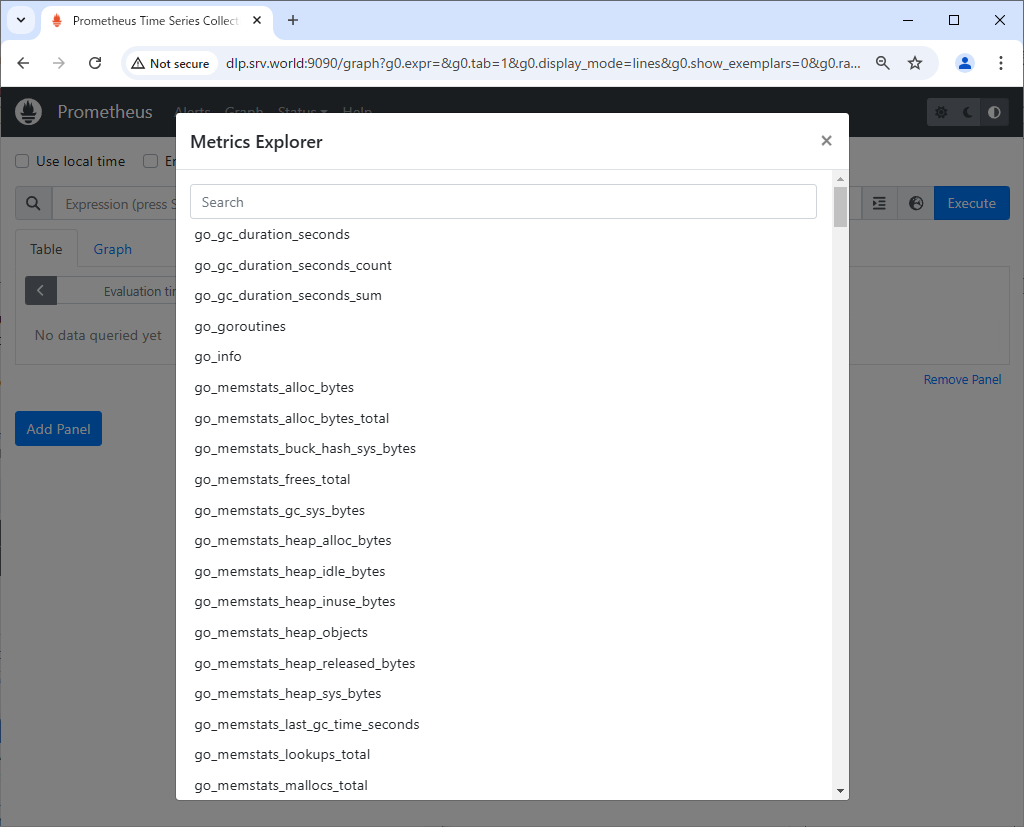 Prometheus Time Series Collect
Not secure
dlp.srv.world:9090/graph?g0.expr=&g0.tab=1&g0.display_mode=lines&g0.show_exemplars=0&g0.ra...
Prometheus Alerts Graph Status Help
Metrics Explorer
×
Use local time
Search
Expression (press S
Execute
go_gc_duration_seconds
Table Graph
go_gc_duration_seconds_count
Evaluation tim
go_gc_duration_seconds_sum
go_goroutines
No data queried yet
go_info
Remove Panel
go_memstats_alloc_bytes
go_memstats_alloc_bytes_total
Add Panel
go_memstats_buck_hash_sys_bytes
go_memstats_frees_total
go_memstats_gc_sys_bytes
go_memstats_heap_alloc_bytes
go_memstats_heap_idle_bytes
go_memstats_heap_inuse_bytes
go_memstats_heap_objects
go_memstats_heap_released_bytes
go_memstats_heap_sys_bytes
go_memstats_last_gc_time_seconds
go_memstats_lookups_total
go_memstats_mallocs_total